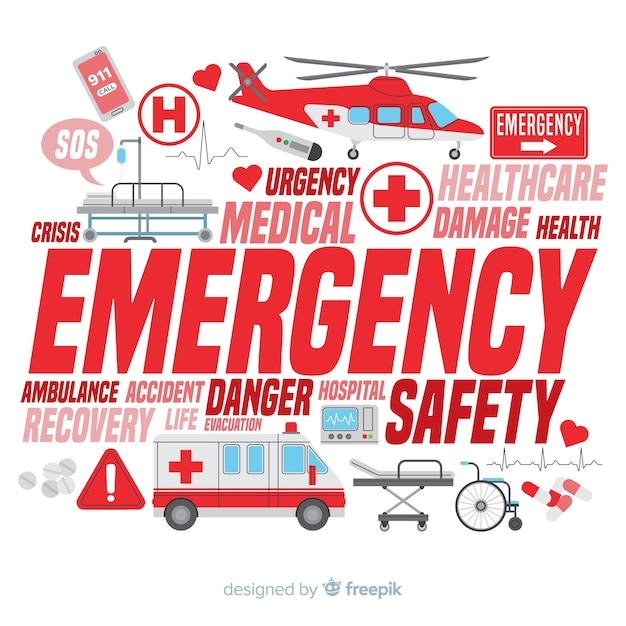 911
CALL
H
SOS
EMERGENCY
URGENCY
HEALTHCARE
CRISIS
MEDICAL
DAMAGE
HEALTH
EMERGENCY
AMBULANCE
ACCIDENT
DANGER
HOSPITAL
SAFETY
RECOVERY
LIFE
EVACUATION
designed by freepik